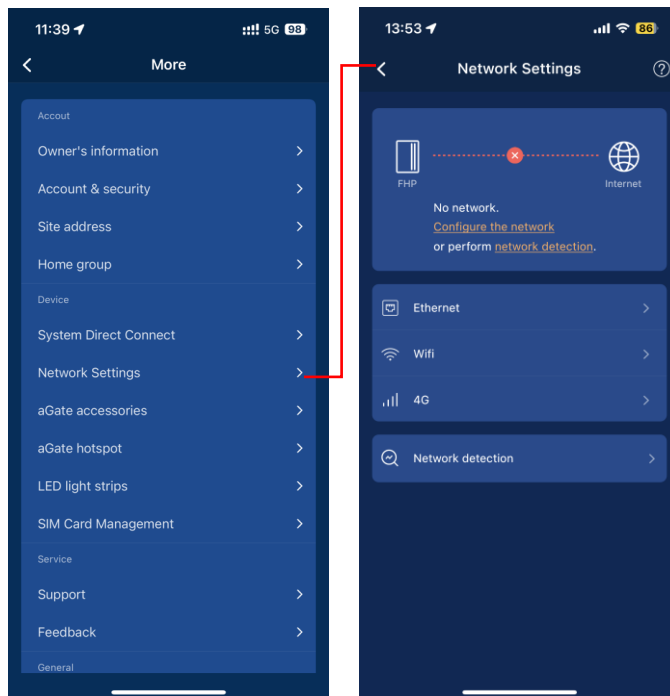 11:39
5G 98
More
Accout
Owner's information
Account & security
Site address
Home group
Device
System Direct Connect
Network Settings
aGate accessories
aGate hotspot
LED light strips
SIM Card Management
Service
Support
Feedback
General
13:53
86
Network Settings
?
FHP
Internet
No network.
Configure the network
or perform network detection.
Ethernet
Wifi
4G
Network detection